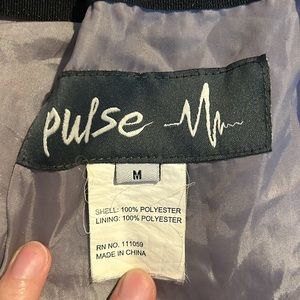 pulse
M
SHELL: 100% POLYESTER
LINING: 100% POLYESTER
RN NO. 111059
MADE IN CHINA